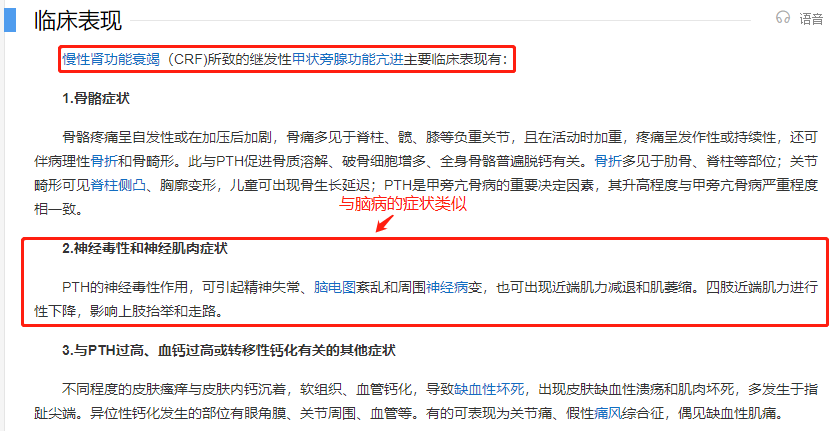 临床表现
语音
慢性肾功能衰竭（CRF)所致的继发性甲状旁腺功能亢进主要临床表现有：
1.骨骼症状
骨骼疼痛呈自发性或在加压后加剧，骨痛多见于脊柱、髋、膝等负重关节，且在活动时加重，疼痛呈发作性或持续性，还可
伴病理性骨折和骨畸形。此与PTH促进骨质溶解、破骨细胞增多、全身骨骼普遍脱钙有关。骨折多见于肋骨、脊柱等部位；关节
畸形可见脊柱侧凸、胸廓变形，儿童可出现骨生长延迟；PTH是甲旁亢骨病的重要决定因素，其升高程度与甲旁亢骨病严重程度
相一致。
与脑病的症状类似
2.神经毒性和神经肌肉症状
PTH的神经毒性作用，可引起精神失常、脑电图紊乱和周围神经病变，也可出现近端肌力减退和肌萎缩。四肢近端肌力进行
性下降，影响上肢抬举和走路。
3.与PTH过高、血钙过高或转移性钙化有关的其他症状
不同程度的皮肤瘙痒与皮肤内钙沉着，软组织、血管钙化，导致缺血性坏死，出现皮肤缺血性溃疡和肌肉坏死，多发生于指
趾尖端。异位性钙化发生的部位有眼角膜、关节周围、血管等。有的可表现为关节痛、假性痛风综合征，偶见缺血性肌痛。